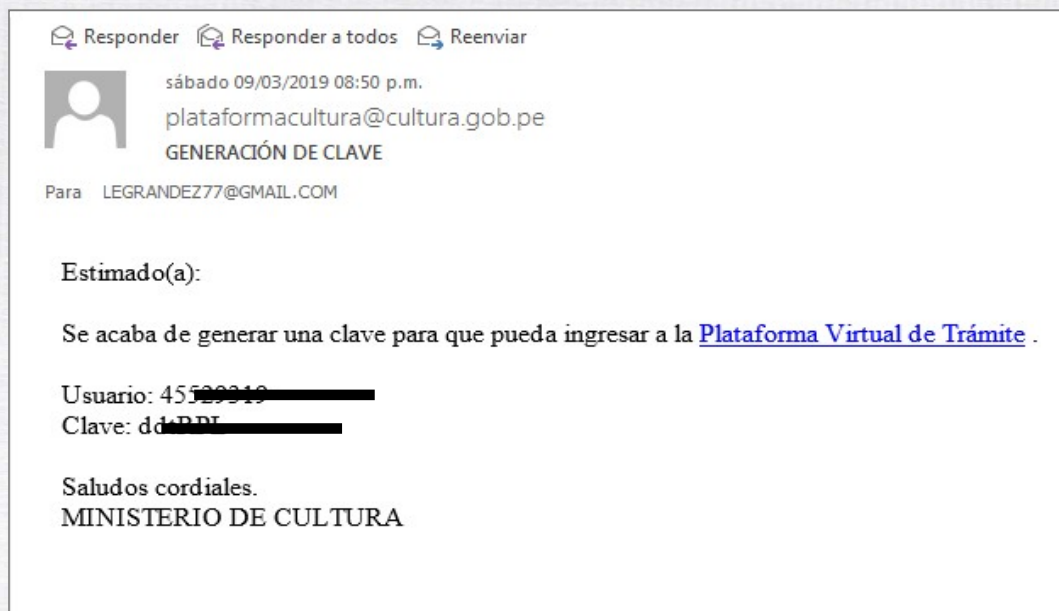 Responder Responder a todos Reenviar
sábado 09/03/2019 08:50 p.m.
plataformacultura@cultura.gob.pe
GENERACIÓN DE CLAVE
Para LEGRANDEZ77@GMAIL.COM
Estimado(a):
Se acaba de generar una clave para que pueda ingresar a la Plataforma Virtual de Trámite .
Usuario:
Clave:
Saludos cordiales.
MINISTERIO DE CULTURA